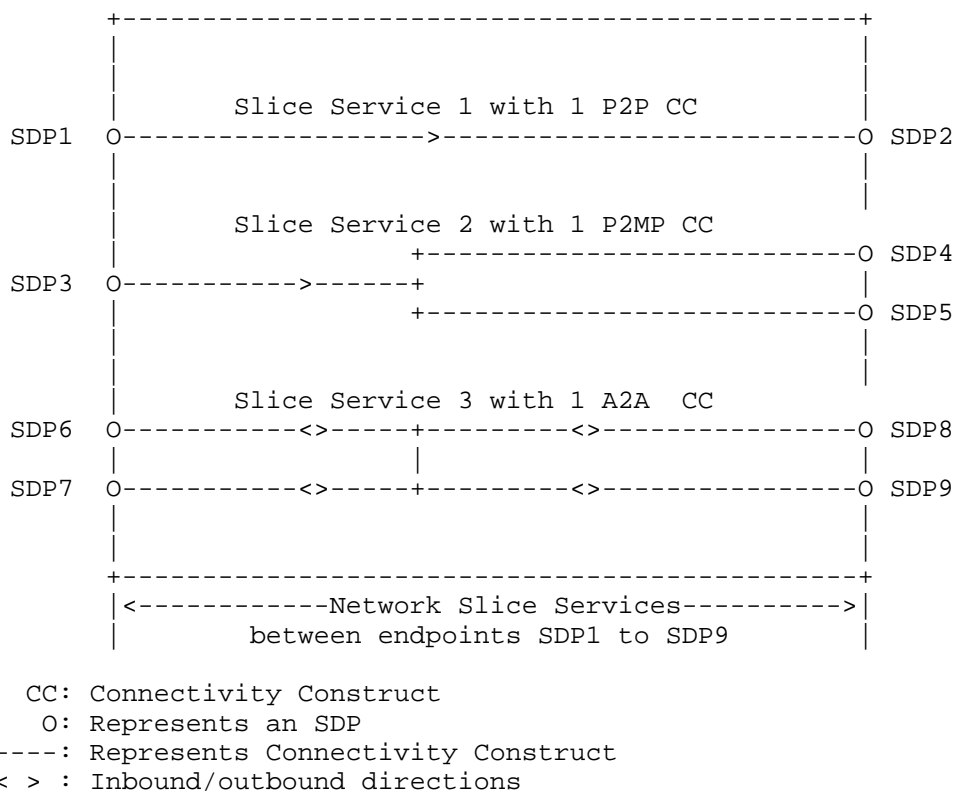 Slice Service 1 with 1 P2P CC
SDP1 O------------------->--------------------------O SDP2
Slice Service 2 with 1 P2MP CC
+---------------------------O SDP4
SDP3 O----------->------+
+---------------------------O SDP5
Slice Service 3 with 1 A2A  CC
SDP6 O-----------<>-----+---------<>----------------O SDP8
SDP7 O-----------<>-----+---------<>----------------O SDP9
|<------------Network Slice Services---------->|
between endpoints SDP1 to SDP9
CC: Connectivity Construct
O: Represents an SDP
----: Represents Connectivity Construct
< > : Inbound/outbound directions